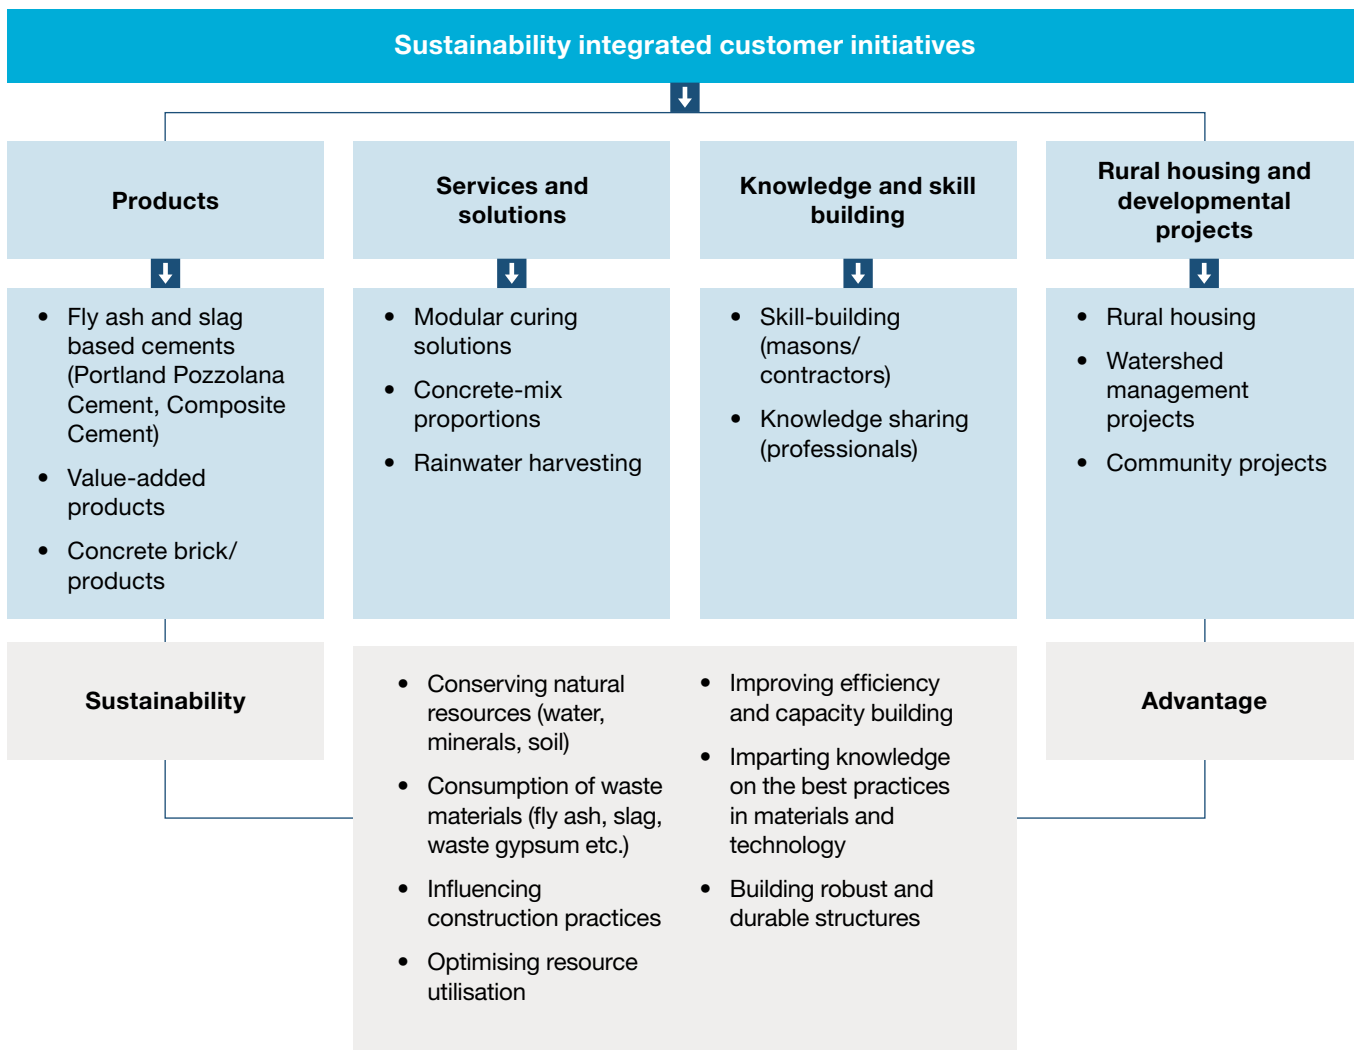 Sustainability integrated customer initiatives
Products
Services and
solutions
Knowledge and skill
building
Rural housing and
developmental
projects
• Fly ash and slag
based cements
(Portland Pozzolana
Cement, Composite
Cement)
• Value-added
products
• Concrete brick/
products
• Modular curing
solutions
• Concrete-mix
proportions
• Rainwater harvesting
• Skill-building
(masons/
contractors)
• Knowledge sharing
(professionals)
• Rural housing
• Watershed
management
projects
• Community projects
Sustainability
• Conserving natural
resources (water,
minerals, soil)
• Consumption of waste
materials (fly ash, slag,
waste gypsum etc.)
• Influencing
construction practices
• Optimising resource
utilisation
• Improving efficiency
and capacity building
• Imparting knowledge
on the best practices
in materials and
technology
• Building robust and
durable structures
Advantage